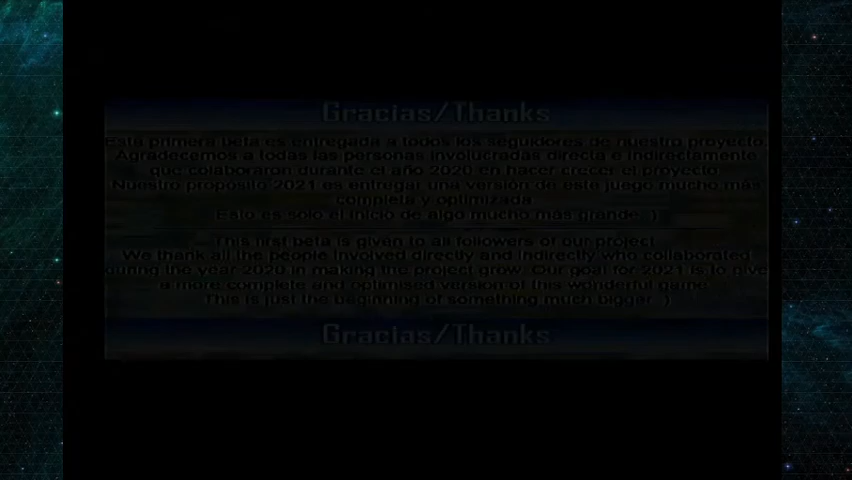 Gracias/Thanks
Esta primera beta es entregada a todos los seguidores de nuestro proyecto.
Agradecemos a todas las personas involucradas directa e indirectamente
que colaboraron durante el año 2020 en hacer crecer el proyecto
Nuestro proposito 2021 es entregar una versión de este juego mucho más
completa y optimizada
Esto es solo el inicio de algo mucho más grande :)
This first beta is given to all followers of our project
We thank all the people involved directly and indirectly who collaborated
during the year 2020 in making the project grow. Our goal for 2021 is to give
a more complete and optimised version of this wonderful game
This is just the beginning of something much bigger :)
Gracias/Thanks